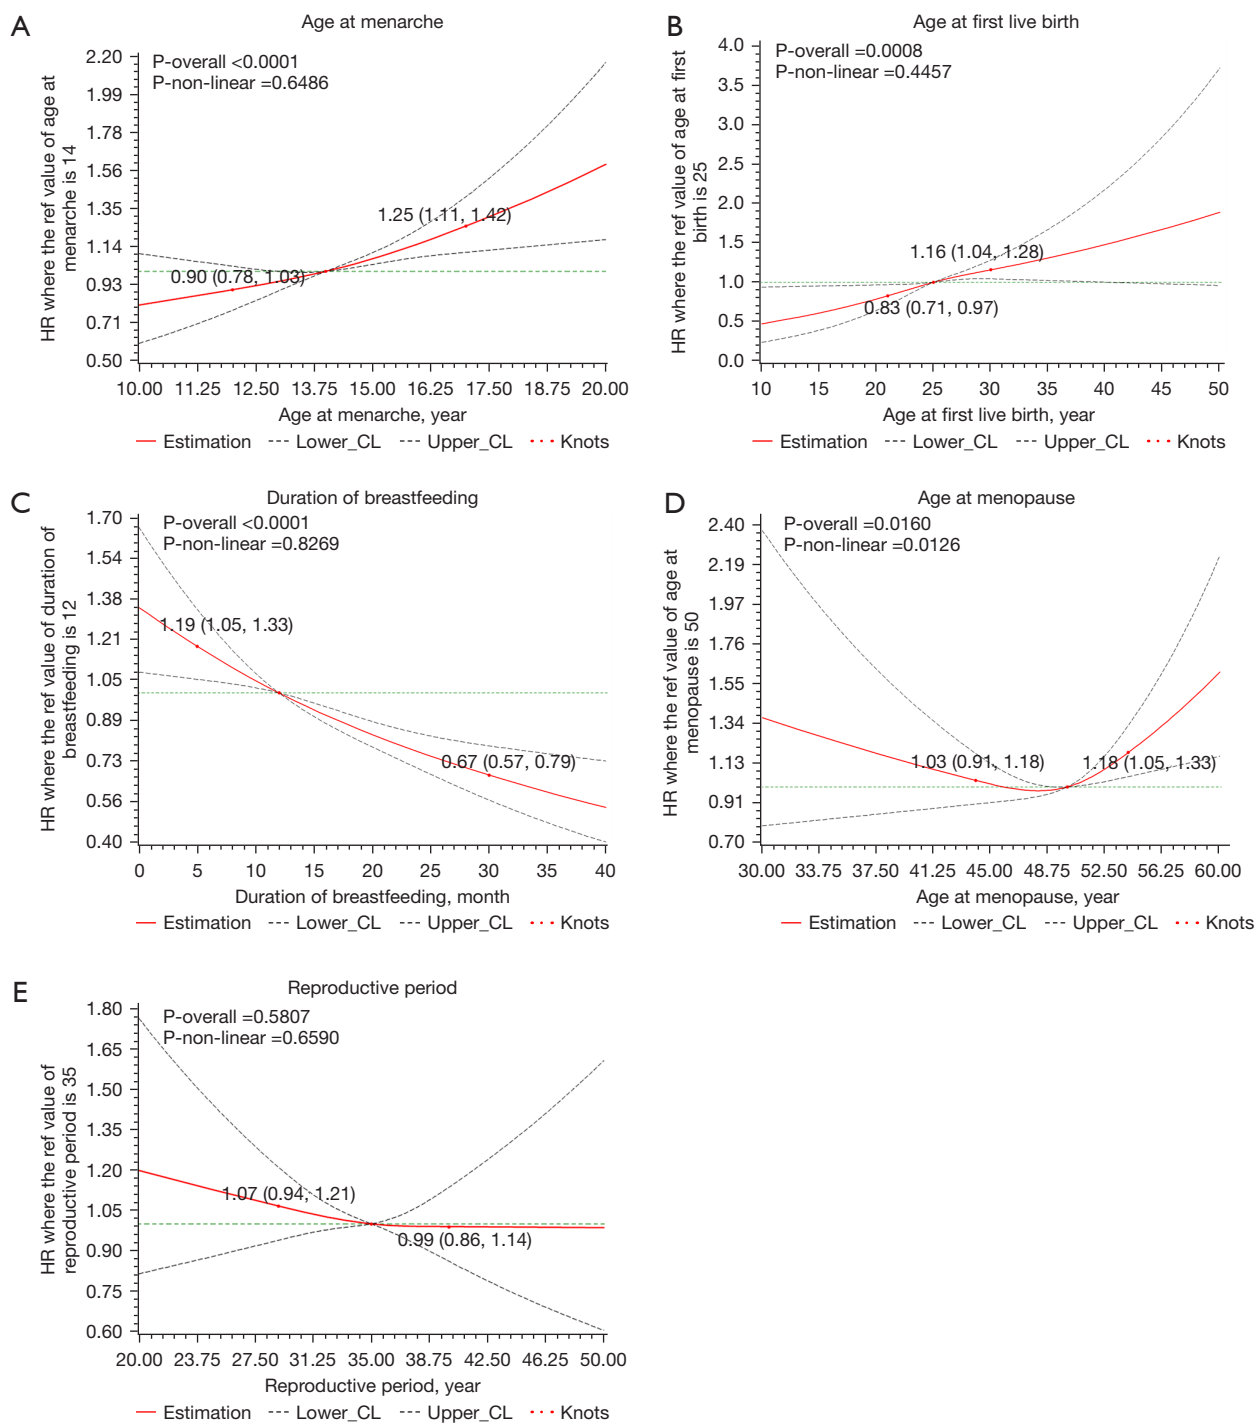 A
Age at menarche
P-overall <0.0001
P-non-linear =0.6486
HR where the ref value of age at
menarche is 14
2.20
1.99
1.78
1.56
1.35
1.14
0.93
0.71
0.50
1.25 (1.11, 1.42)
0.90 (0.78, 1.03)
10.00 11.25 12.50 13.75 15.00 16.25 17.50 18.75 20.00
Age at menarche, year
Estimation Lower_CL Upper_CL Knots
B
Age at first live birth
P-overall =0.0008
P-non-linear =0.4457
HR where the ref value of age at first
birth is 25
4.0
3.5
3.0
2.5
2.0
1.5
1.0
0.5
0.0
1.16 (1.04, 1.28)
0.83 (0.71, 0.97)
10 15 20 25 30 35 40 45 50
Age at first live birth, year
Estimation Lower_CL Upper_CL Knots
C
Duration of breastfeeding
P-overall <0.0001
P-non-linear =0.8269
HR where the ref value of duration of
breastfeeding is 12
1.70
1.54
1.38
1.21
1.05
0.89
0.73
0.56
0.40
1.19 (1.05, 1.33)
0.67 (0.57, 0.79)
0 5 10 15 20 25 30 35 40
Duration of breastfeeding, month
Estimation Lower_CL Upper_CL Knots
D
Age at menopause
P-overall =0.0160
P-non-linear =0.0126
HR where the ref value of age at
menopause is 50
2.40
2.19
1.97
1.76
1.55
1.34
1.13
0.91
0.70
1.03 (0.91, 1.18)
1.18 (1.05, 1.33)
30.00 33.75 37.50 41.25 45.00 48.75 52.50 56.25 60.00
Age at menopause, year
Estimation Lower_CL Upper_CL Knots
E
Reproductive period
P-overall =0.5807
P-non-linear =0.6590
HR where the ref value of
reproductive period is 35
1.80
1.65
1.50
1.35
1.20
1.05
0.90
0.75
0.60
1.07 (0.94, 1.21)
0.99 (0.86, 1.14)
20.00 23.75 27.50 31.25 35.00 38.75 42.50 46.25 50.00
Reproductive period, year
Estimation Lower_CL Upper_CL Knots